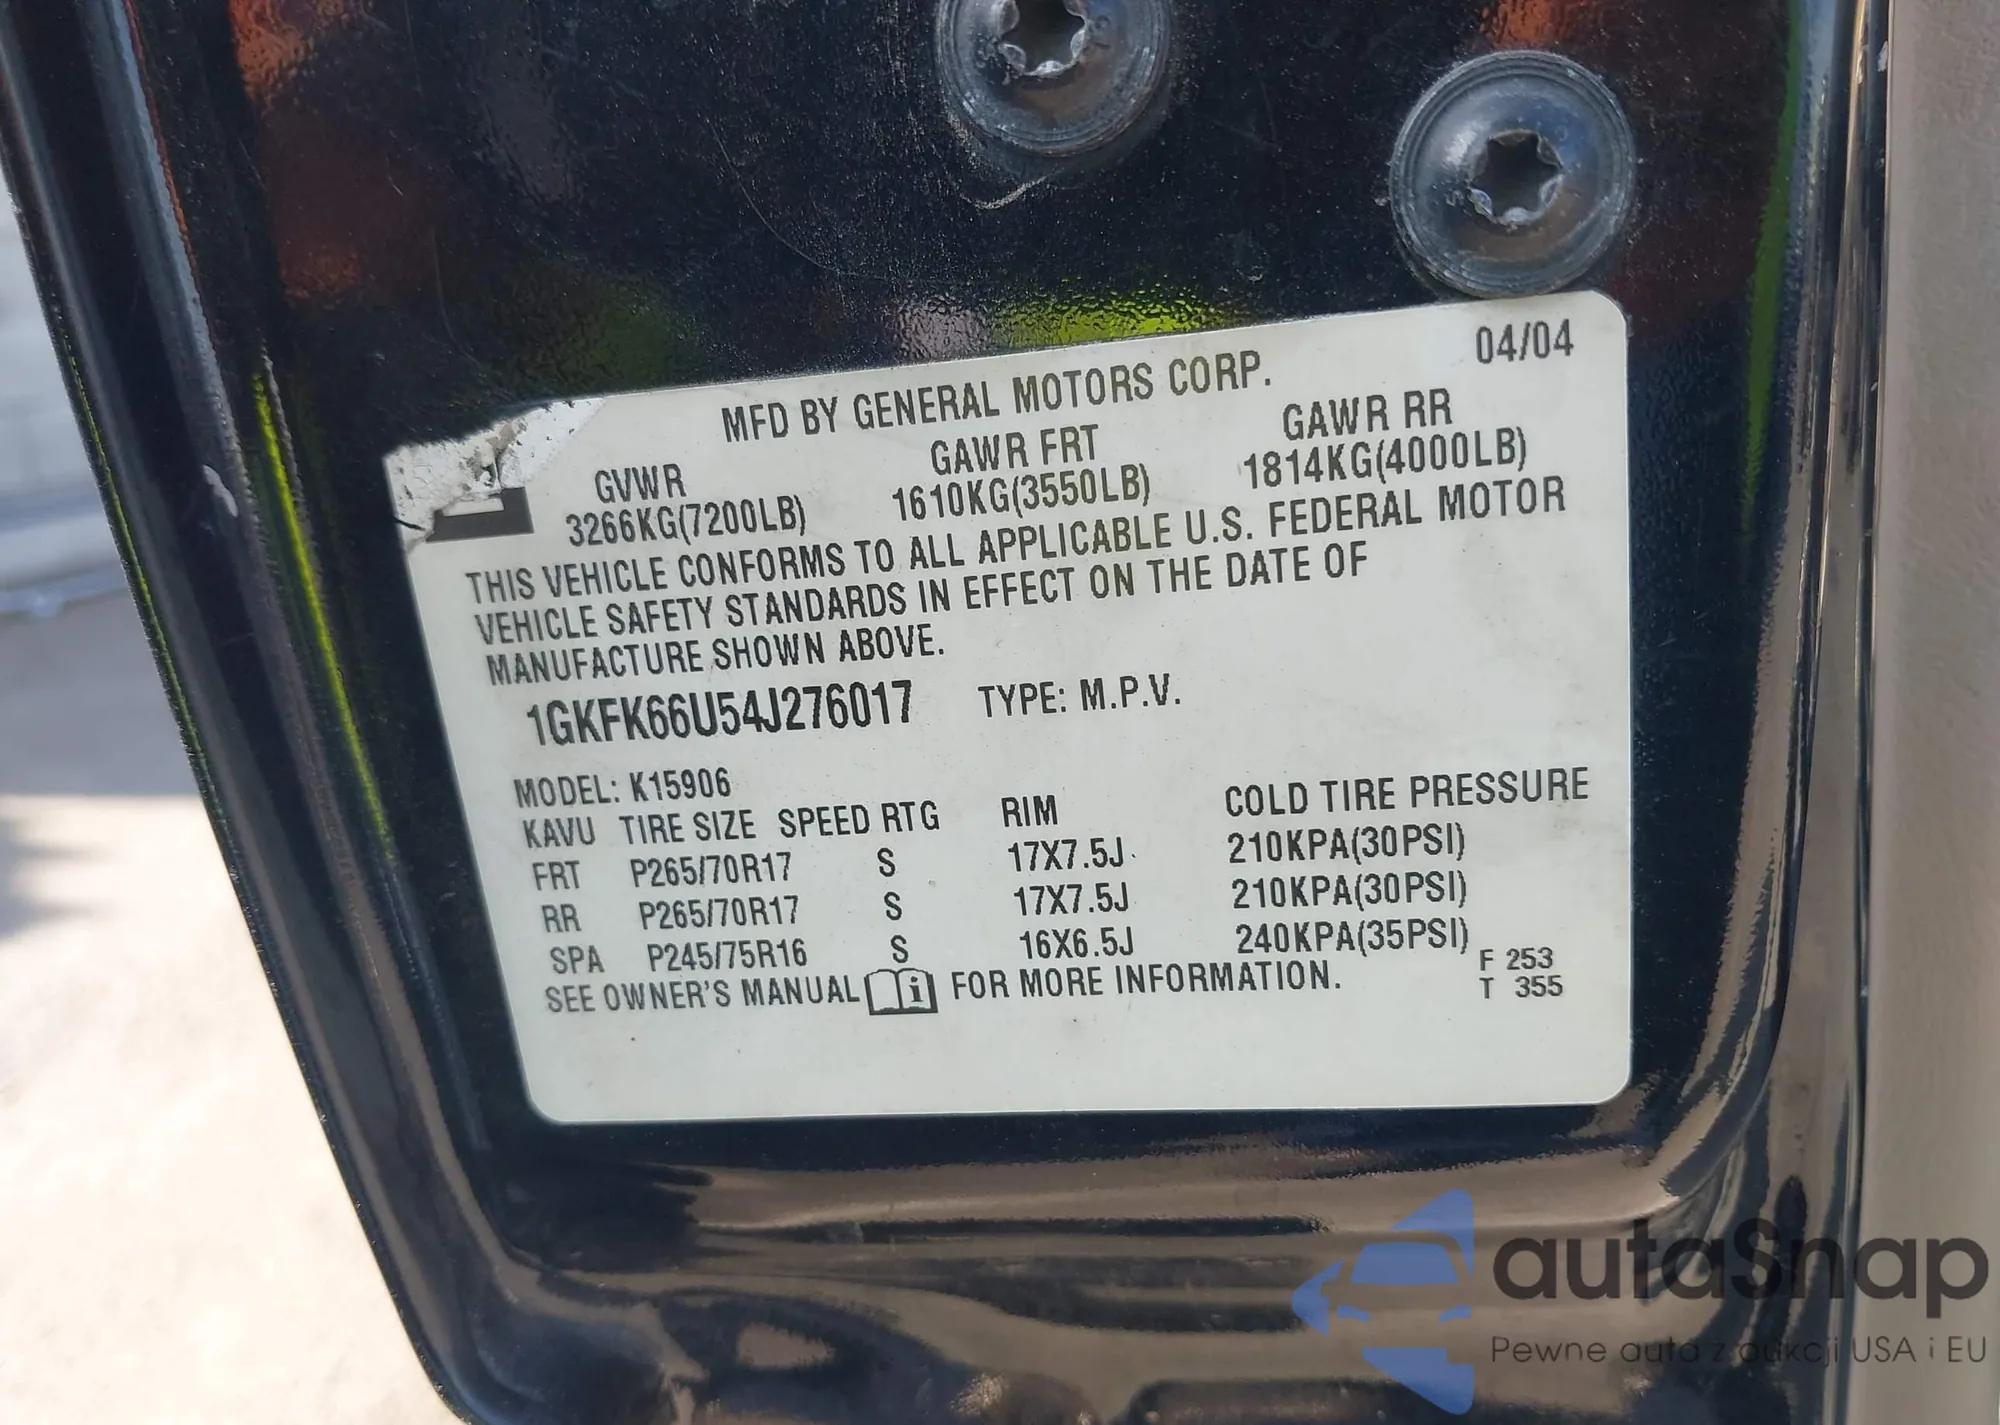 04/04
MFD BY GENERAL MOTORS CORP.
GVWR GAWR FRT GAWR RR
3266KG(7200LB) 1610KG(3550LB) 1814KG(4000LB)
THIS VEHICLE CONFORMS TO ALL APPLICABLE U.S. FEDERAL MOTOR
VEHICLE SAFETY STANDARDS IN EFFECT ON THE DATE OF
MANUFACTURE SHOWN ABOVE.
1GKFK66U54J276017 TYPE: M.P.V.
MODEL: K15906
KAVU TIRE SIZE SPEED RTG RIM COLD TIRE PRESSURE
FRT P265/70R17 S 17X7.5J 210KPA(30PSI)
RR P265/70R17 S 17X7.5J 210KPA(30PSI)
SPA P245/75R16 S 16X6.5J 240KPA(35PSI)
SEE OWNER'S MANUAL i FOR MORE INFORMATION.
F 253
T 355
autaSnap
Pewne auta z aukcji USA i EU